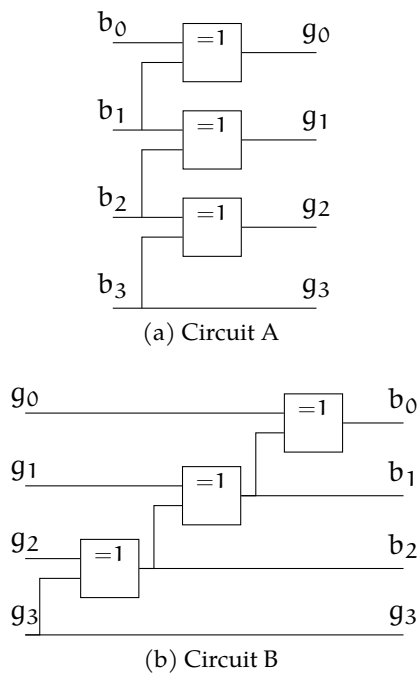 b₀ =1 g₀
b₁ =1 g₁
b₂ =1 g₂
b₃ g₃
(a) Circuit A
g₀ =1 b₀
g₁ =1 b₁
g₂ =1 b₂
g₃ g₃
(b) Circuit B